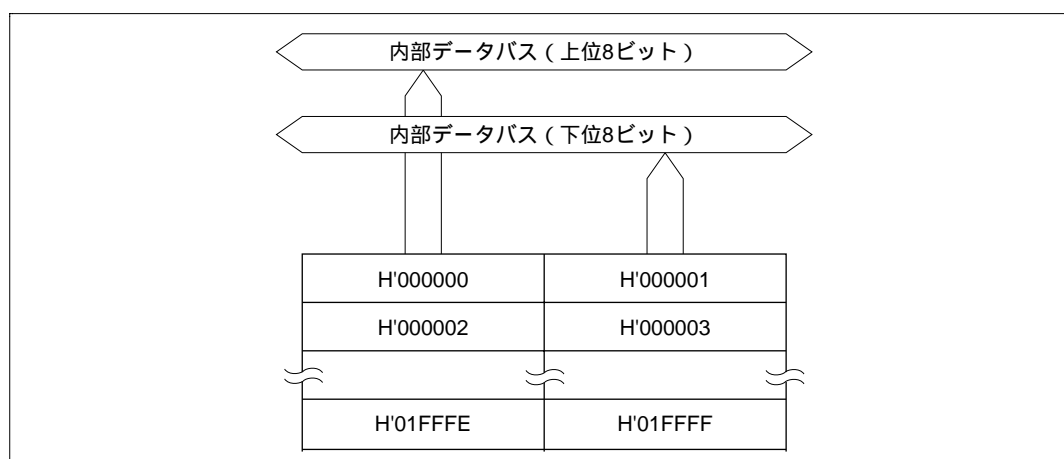 内部データバス（上位8ビット）
内部データバス（下位8ビット）
H'000000 H'000001
H'000002 H'000003
H'01FFFE H'01FFFF